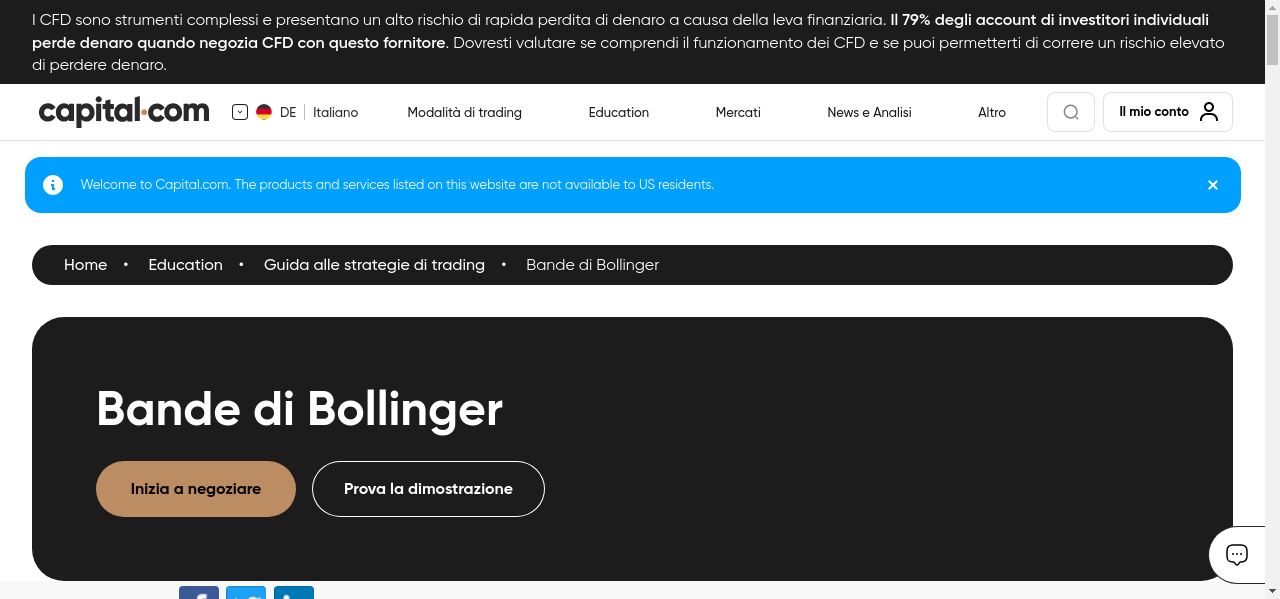 I CFD sono strumenti complessi e presentano un alto rischio di rapida perdita di denaro a causa della leva finanziaria. Il 79% degli account di investitori individuali
perde denaro quando negozia CFD con questo fornitore. Dovresti valutare se comprendi il funzionamento dei CFD e se puoi permetterti di correre un rischio elevato
di perdere denaro.
capital.com DE Italiano Modalità di trading Education Mercati News e Analisi Altro Il mio conto
Welcome to Capital.com. The products and services listed on this website are not available to US residents.
Home • Education • Guida alle strategie di trading • Bande di Bollinger
Bande di Bollinger
Inizia a negoziare Prova la dimostrazione